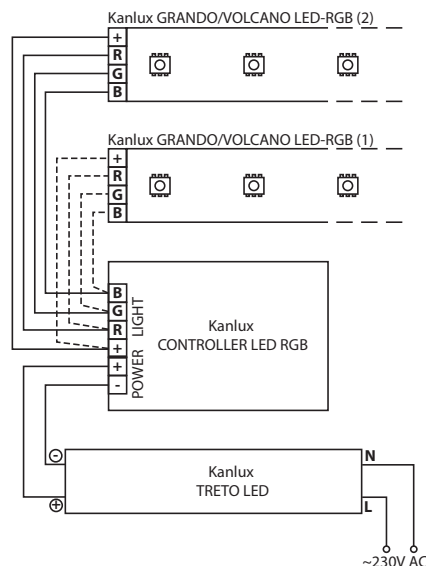 Kanlux GRANDO/VOLCANO LED-RGB (2)
+
R
G
B
Kanlux GRANDO/VOLCANO LED-RGB (1)
+
R
G
B
B
G
R
+
LIGHT
+
-
POWER
Kanlux
CONTROLLER LED RGB
-
+
Kanlux
TRETO LED
N
L
~230V AC